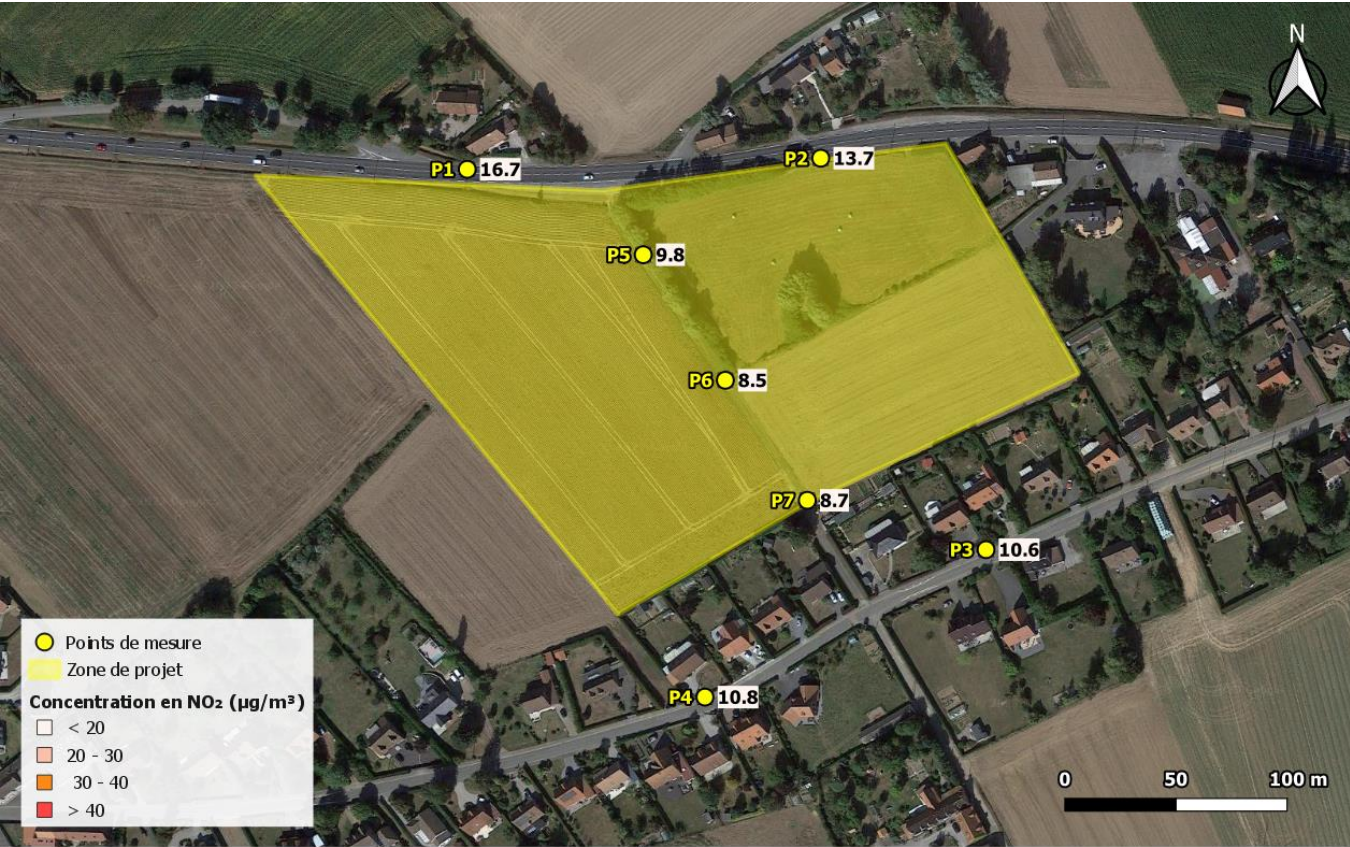 N
P1 16.7
P2 13.7
P5 9.8
P6 8.5
P7 8.7
P3 10.6
P4 10.8
Points de mesure
Zone de projet
Concentration en NO₂ (µg/m³)
< 20
20 - 30
30 - 40
> 40
0 50 100 m